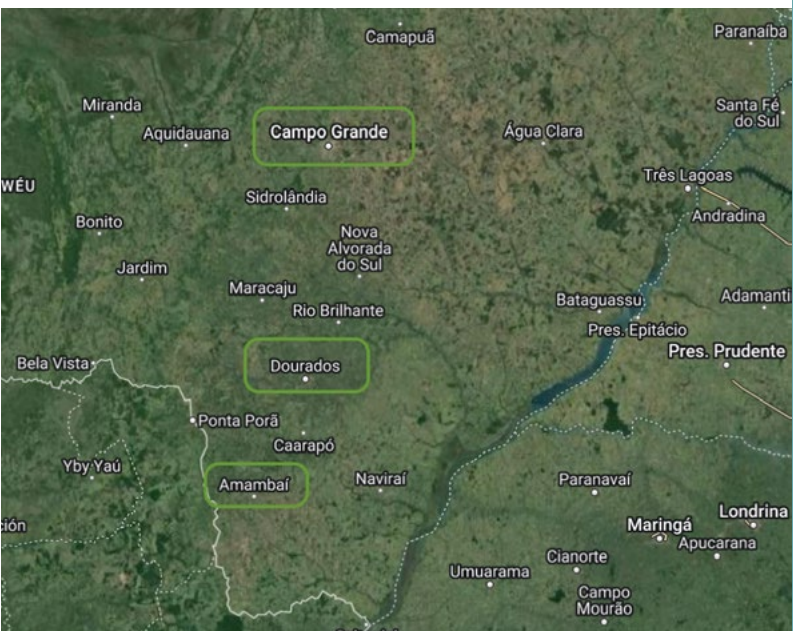 Camapuã
Paranaíba
Miranda
Aquidauana
Campo Grande
Água Clara
Santa Fé
do Sul
WÉU
Sidrolândia
Três Lagoas
Bonito
Nova
Alvorada
do Sul
Andradina
Jardim
Maracaju
Rio Brilhante
Bataguassu
Adamanti
Pres. Epitácio
Bela Vista
Dourados
Pres. Prudente
Ponta Porã
Caarapó
Yby Yaú
Amambaí
Naviraí
Paranavaí
ción
Maringá
Londrina
Apucarana
Umuarama
Cianorte
Campo
Mourão